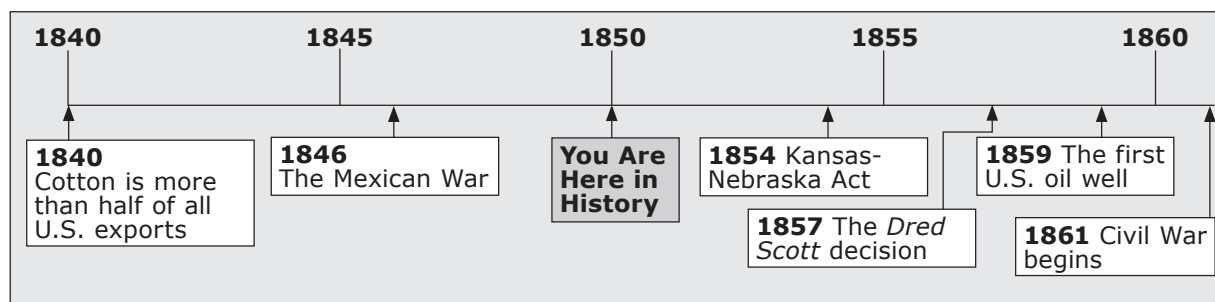 1840
1845
1850
1855
1860
1840
Cotton is more
than half of all
U.S. exports
1846
The Mexican War
You Are
Here in
History
1854 Kansas-
Nebraska Act
1857 The Dred
Scott decision
1859 The first
U.S. oil well
1861 Civil War
begins